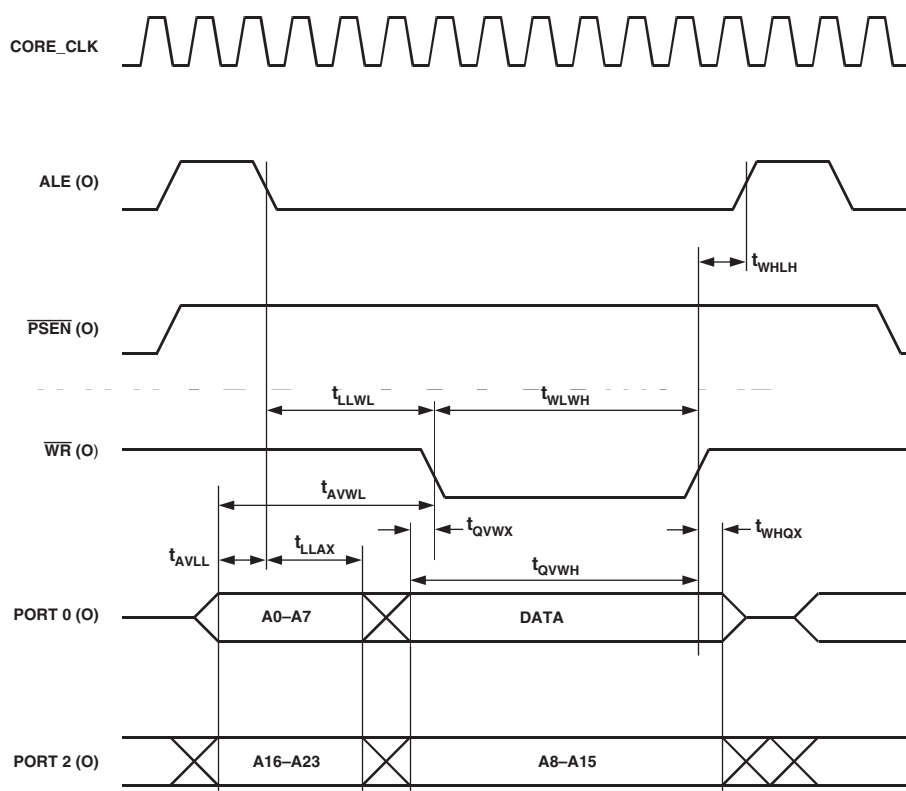 CORE_CLK
ALE (O)
tWHLH
PSEN (O)
tLLWL
tWLWH
WR (O)
tAVWL
tQVWX
tWHQX
tAVLL
tLLAX
tQVWH
PORT 0 (O)
A0–A7
DATA
PORT 2 (O)
A16–A23
A8–A15